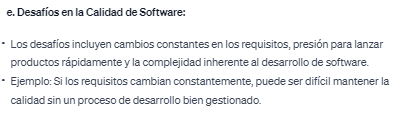 e. Desafíos en la Calidad de Software:
• Los desafíos incluyen cambios constantes en los requisitos, presión para lanzar
productos rápidamente y la complejidad inherente al desarrollo de software.
• Ejemplo: Si los requisitos cambian constantemente, puede ser difícil mantener la
calidad sin un proceso de desarrollo bien gestionado.